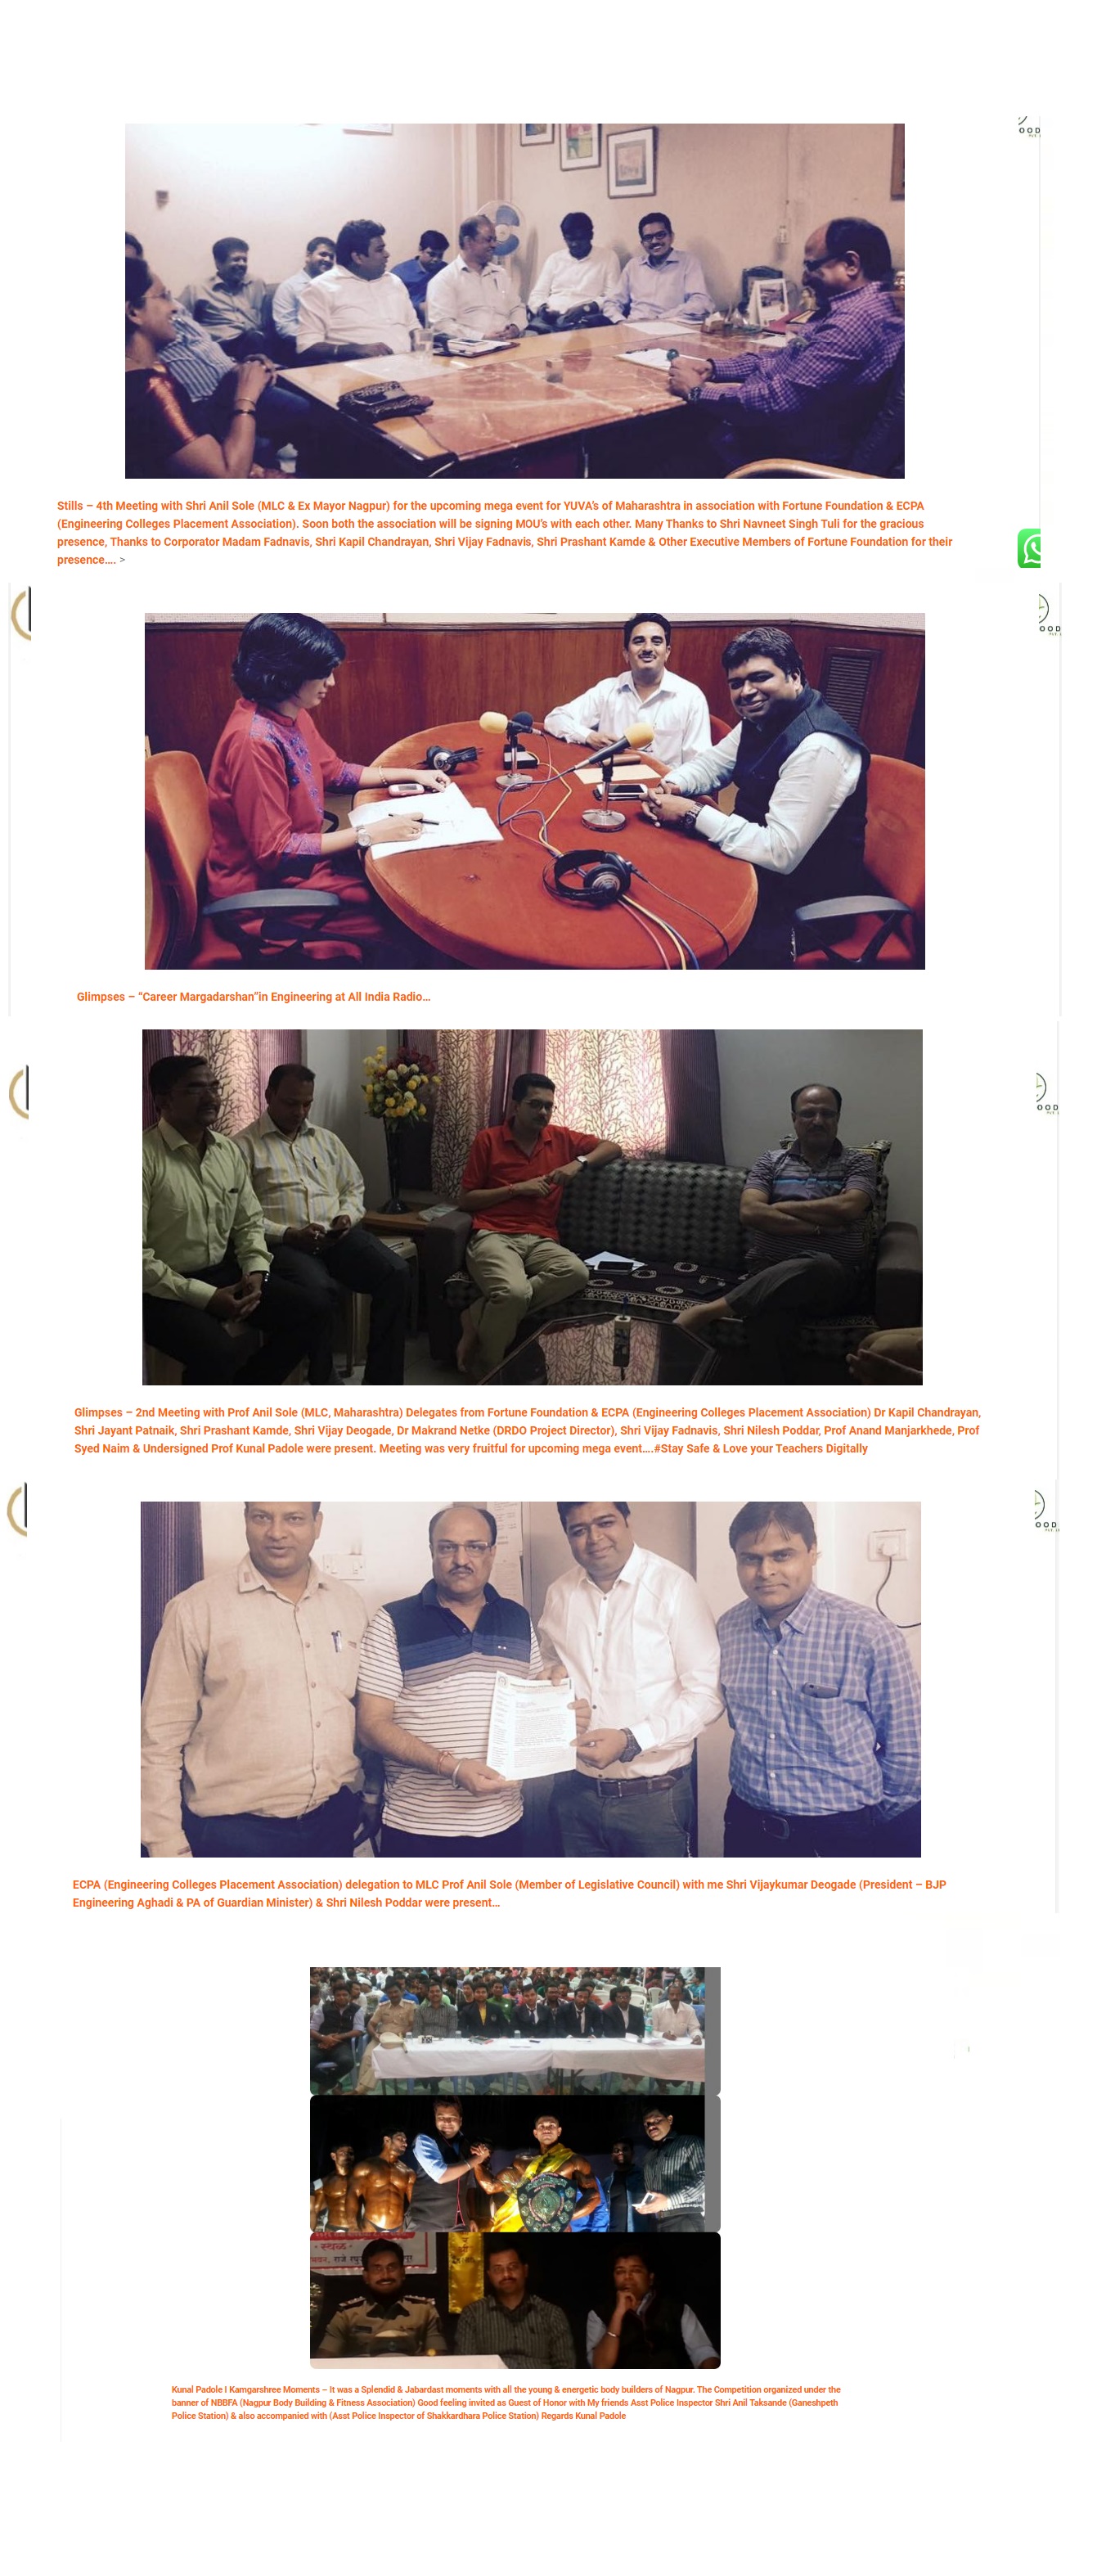 OOD
Stills – 4th Meeting with Shri Anil Sole (MLC & Ex Mayor Nagpur) for the upcoming mega event for YUVA's of Maharashtra in association with Fortune Foundation & ECPA
(Engineering Colleges Placement Association). Soon both the association will be signing MOU's with each other. Many Thanks to Shri Navneet Singh Tuli for the gracious
presence, Thanks to Corporator Madam Fadnavis, Shri Kapil Chandrayan, Shri Vijay Fadnavis, Shri Prashant Kamde & Other Executive Members of Fortune Foundation for their
presence…. >
OOD
Glimpses – “Career Margadarshan”in Engineering at All India Radio…
OOD
Glimpses – 2nd Meeting with Prof Anil Sole (MLC, Maharashtra) Delegates from Fortune Foundation & ECPA (Engineering Colleges Placement Association) Dr Kapil Chandrayan,
Shri Jayant Patnaik, Shri Prashant Kamde, Shri Vijay Deogade, Dr Makrand Netke (DRDO Project Director), Shri Vijay Fadnavis, Shri Nilesh Poddar, Prof Anand Manjarkhede, Prof
Syed Naim & Undersigned Prof Kunal Padole were present. Meeting was very fruitful for upcoming mega event….#Stay Safe & Love your Teachers Digitally
OOD
ECPA (Engineering Colleges Placement Association) delegation to MLC Prof Anil Sole (Member of Legislative Council) with me Shri Vijaykumar Deogade (President – BJP
Engineering Aghadi & PA of Guardian Minister) & Shri Nilesh Poddar were present…
स्थळ
Kunal Padole I Kamgarshree Moments – It was a Splendid & Jabardast moments with all the young & energetic body builders of Nagpur. The Competition organized under the
banner of NBBFA (Nagpur Body Building & Fitness Association) Good feeling invited as Guest of Honor with My friends Asst Police Inspector Shri Anil Taksande (Ganeshpeth
Police Station) & also accompanied with (Asst Police Inspector of Shakkardhara Police Station) Regards Kunal Padole